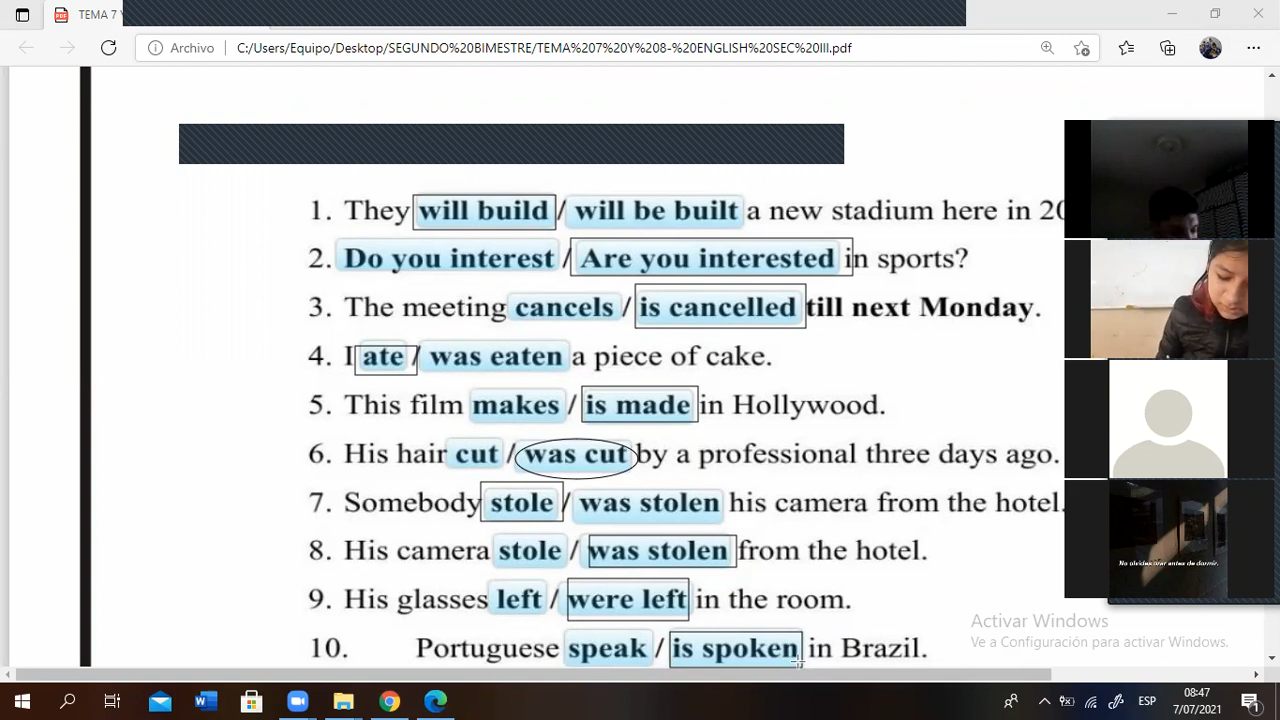 TEMA 7 Y
Archivo C:/Users/Equipo/Desktop/SEGUNDO%20BIMESTRE/TEMA%207%20Y%208-%20ENGLISH%20SEC%20III.pdf
1. They will build / will be built a new stadium here in 20
2. Do you interest / Are you interested in sports?
3. The meeting cancels / is cancelled till next Monday.
4. I ate / was eaten a piece of cake.
5. This film makes / is made in Hollywood.
6. His hair cut / was cut by a professional three days ago.
7. Somebody stole / was stolen his camera from the hotel.
8. His camera stole / was stolen from the hotel.
9. His glasses left / were left in the room.
10. Portuguese speak / is spoken in Brazil.
No olvides orar antes de dormir.
Activar Windows
Ve a Configuración para activar Windows.
ESP
08:47
7/07/2021